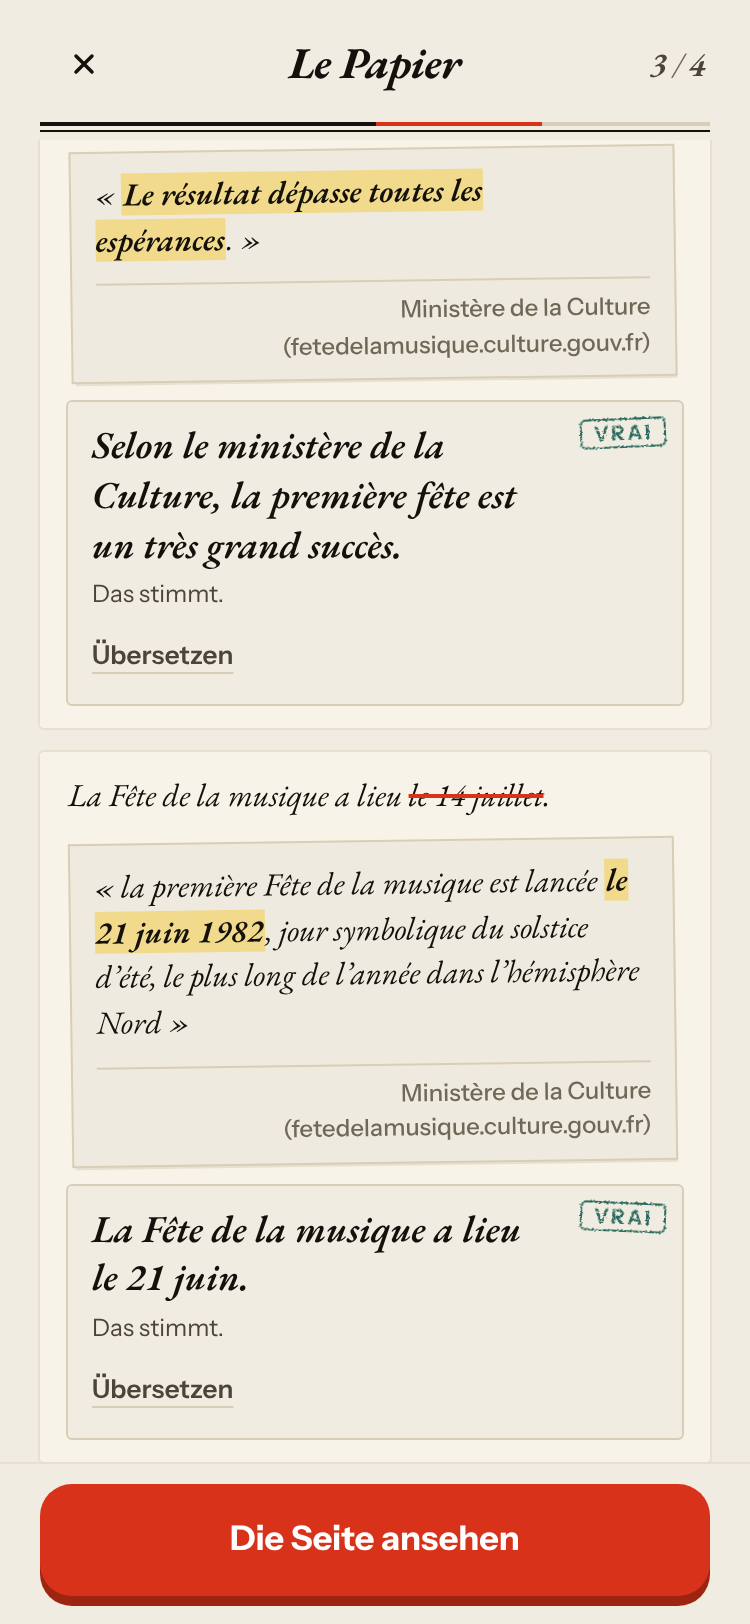 Le Papier
3 / 4
« Le résultat dépasse toutes les
espérances. »
Ministère de la Culture
(fetedelamusique.culture.gouv.fr)
VRAI
Selon le ministère de la
Culture, la première fête est
un très grand succès.
Das stimmt.
Übersetzen
La Fête de la musique a lieu le 14 juillet.
« la première Fête de la musique est lancée le
21 juin 1982, jour symbolique du solstice
d’été, le plus long de l’année dans l’hémisphère
Nord »
Ministère de la Culture
(fetedelamusique.culture.gouv.fr)
VRAI
La Fête de la musique a lieu
le 21 juin.
Das stimmt.
Übersetzen
Die Seite ansehen